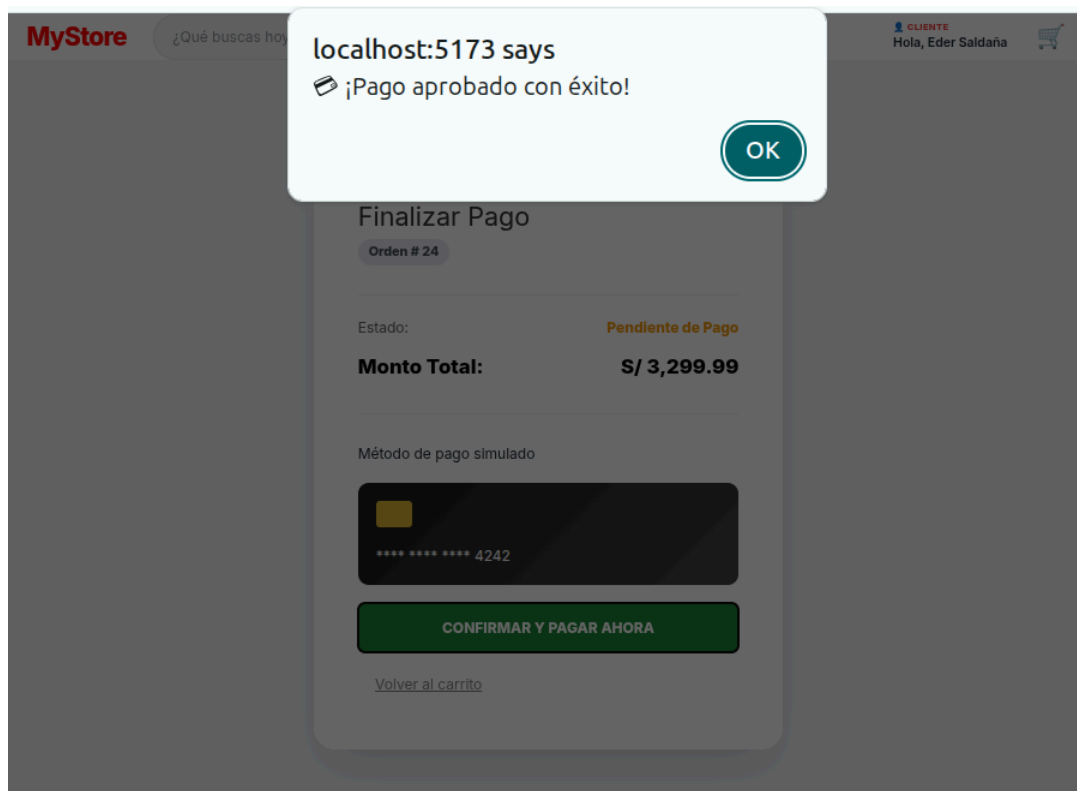 MyStore
¿Qué buscas hoy
👤 CLIENTE
Hola, Eder Saldaña
🛒
localhost:5173 says
💳 ¡Pago aprobado con éxito!
OK
Finalizar Pago
Orden # 24
Estado: Pendiente de Pago
Monto Total: S/ 3,299.99
Método de pago simulado
**** **** **** 4242
CONFIRMAR Y PAGAR AHORA
Volver al carrito